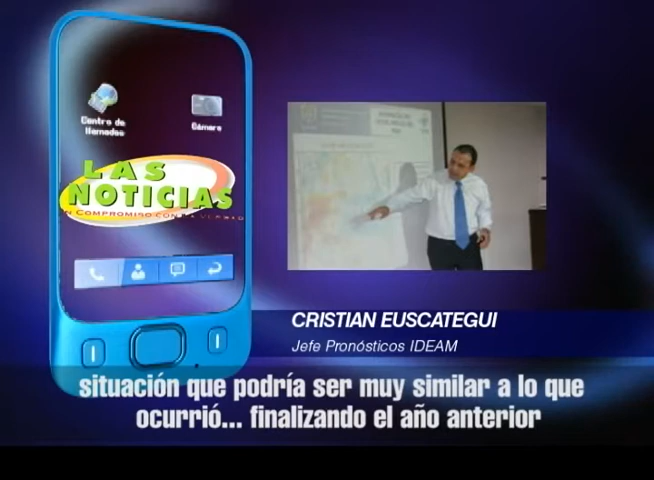 Centro de
llamadas
Cámara
LAS
NOTICIAS
CRISTIAN EUSCATEGUI
Jefe Pronósticos IDEAM
situación que podría ser muy similar a lo que
ocurrió... finalizando el año anterior